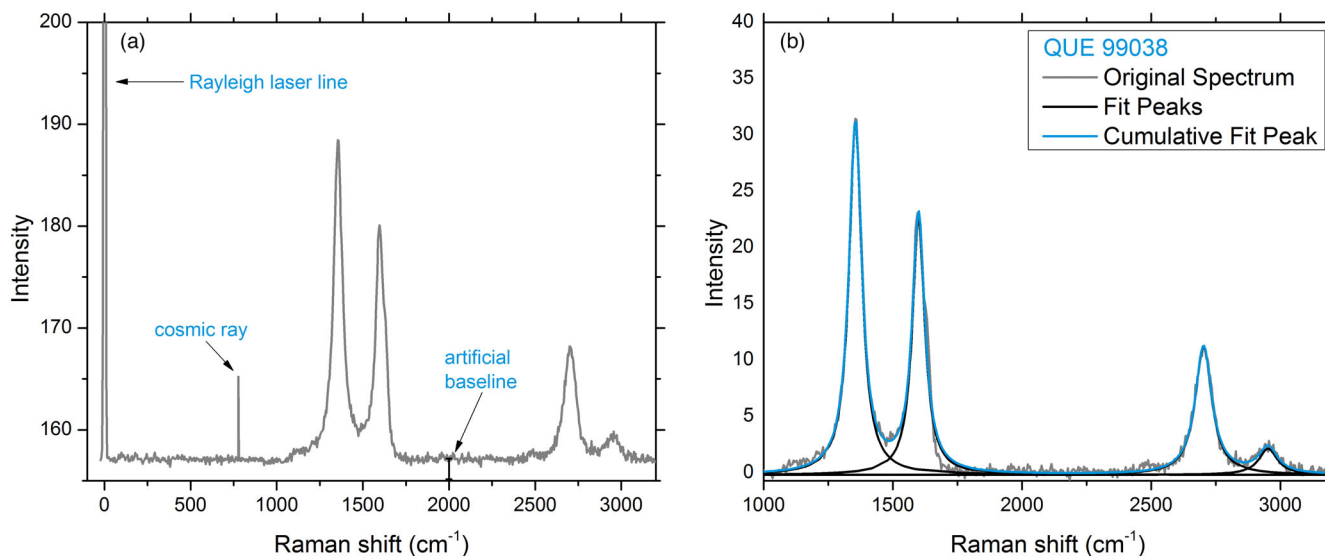 (a)
Rayleigh laser line
cosmic ray
artificial
baseline
200
190
180
170
160
0
500
1000
1500
2000
2500
3000
Intensity
Raman shift (cm⁻¹)
(b)
QUE 99038
Original Spectrum
Fit Peaks
Cumulative Fit Peak
40
35
30
25
20
15
10
5
0
1000
1500
2000
2500
3000
Intensity
Raman shift (cm⁻¹)